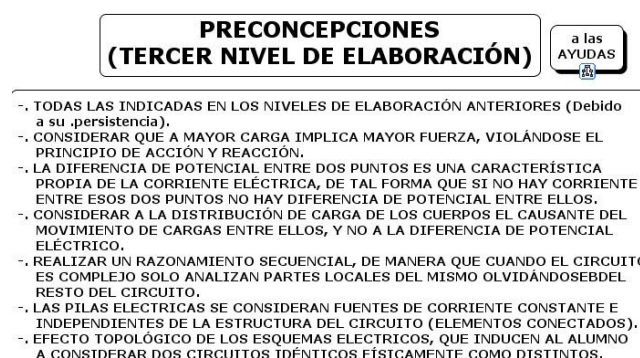 PRECONCEPCIONES
(TERCER NIVEL DE ELABORACIÓN)
a las
AYUDAS
-. TODAS LAS INDICADAS EN LOS NIVELES DE ELABORACIÓN ANTERIORES (Debido
a su .persistencia).
-. CONSIDERAR QUE A MAYOR CARGA IMPLICA MAYOR FUERZA, VIOLÁNDOSE EL
PRINCIPIO DE ACCIÓN Y REACCIÓN.
-. LA DIFERENCIA DE POTENCIAL ENTRE DOS PUNTOS ES UNA CARACTERÍSTICA
PROPIA DE LA CORRIENTE ELÉCTRICA, DE TAL FORMA QUE SI NO HAY CORRIENTE
ENTRE ESOS DOS PUNTOS NO HAY DIFERENCIA DE POTENCIAL ENTRE ELLOS.
-. CONSIDERAR A LA DISTRIBUCIÓN DE CARGA DE LOS CUERPOS EL CAUSANTE DEL
MOVIMIENTO DE CARGAS ENTRE ELLOS, Y NO A LA DIFERENCIA DE POTENCIAL
ELÉCTRICO.
-. REALIZAR UN RAZONAMIENTO SECUENCIAL, DE MANERA QUE CUANDO EL CIRCUITO
ES COMPLEJO SOLO ANALIZAN PARTES LOCALES DEL MISMO OLVIDÁNDOSEBDEL
RESTO DEL CIRCUITO.
-. LAS PILAS ELECTRICAS SE CONSIDERAN FUENTES DE CORRIENTE CONSTANTE E
INDEPENDIENTES DE LA ESTRUCTURA DEL CIRCUITO (ELEMENTOS CONECTADOS).
-. EFECTO TOPOLÓGICO DE LOS ESQUEMAS ELECTRICOS, QUE INDUCEN AL ALUMNO
A CONSIDERAR DOS CIRCUITOS IDÉNTICOS FÍSICAMENTE COMO DISTINTOS.